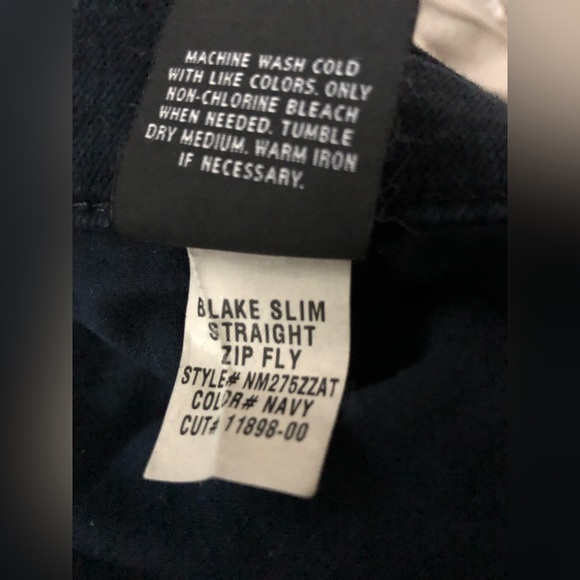 MACHINE WASH COLD
WITH LIKE COLORS. ONLY
NON-CHLORINE BLEACH
WHEN NEEDED. TUMBLE
DRY MEDIUM. WARM IRON
IF NECESSARY.
BLAKE SLIM
STRAIGHT
ZIP FLY
STYLE# NM275ZZAT
COLOR# NAVY
CUT# 11898-00